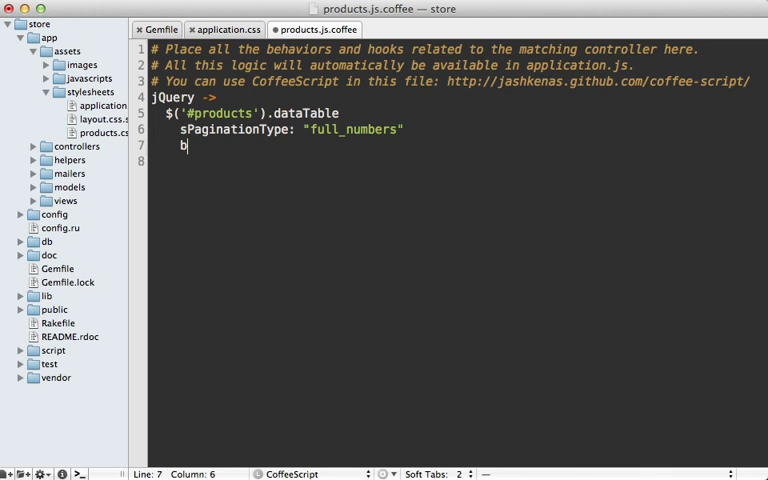 products.js.coffee — store
store
app
assets
images
javascripts
stylesheets
application
layout.css.s
products.cs
controllers
helpers
mailers
models
views
config
config.ru
db
doc
Gemfile
Gemfile.lock
lib
public
Rakefile
README.rdoc
script
test
vendor
Gemfile
application.css
products.js.coffee
1 # Place all the behaviors and hooks related to the matching controller here.
2 # All this logic will automatically be available in application.js.
3 # You can use CoffeeScript in this file: http://jashkenas.github.com/coffee-script/
4 jQuery ->
5 $('#products').dataTable
6 sPaginationType: "full_numbers"
7 b
8
Line: 7 Column: 6 CoffeeScript Soft Tabs: 2 —